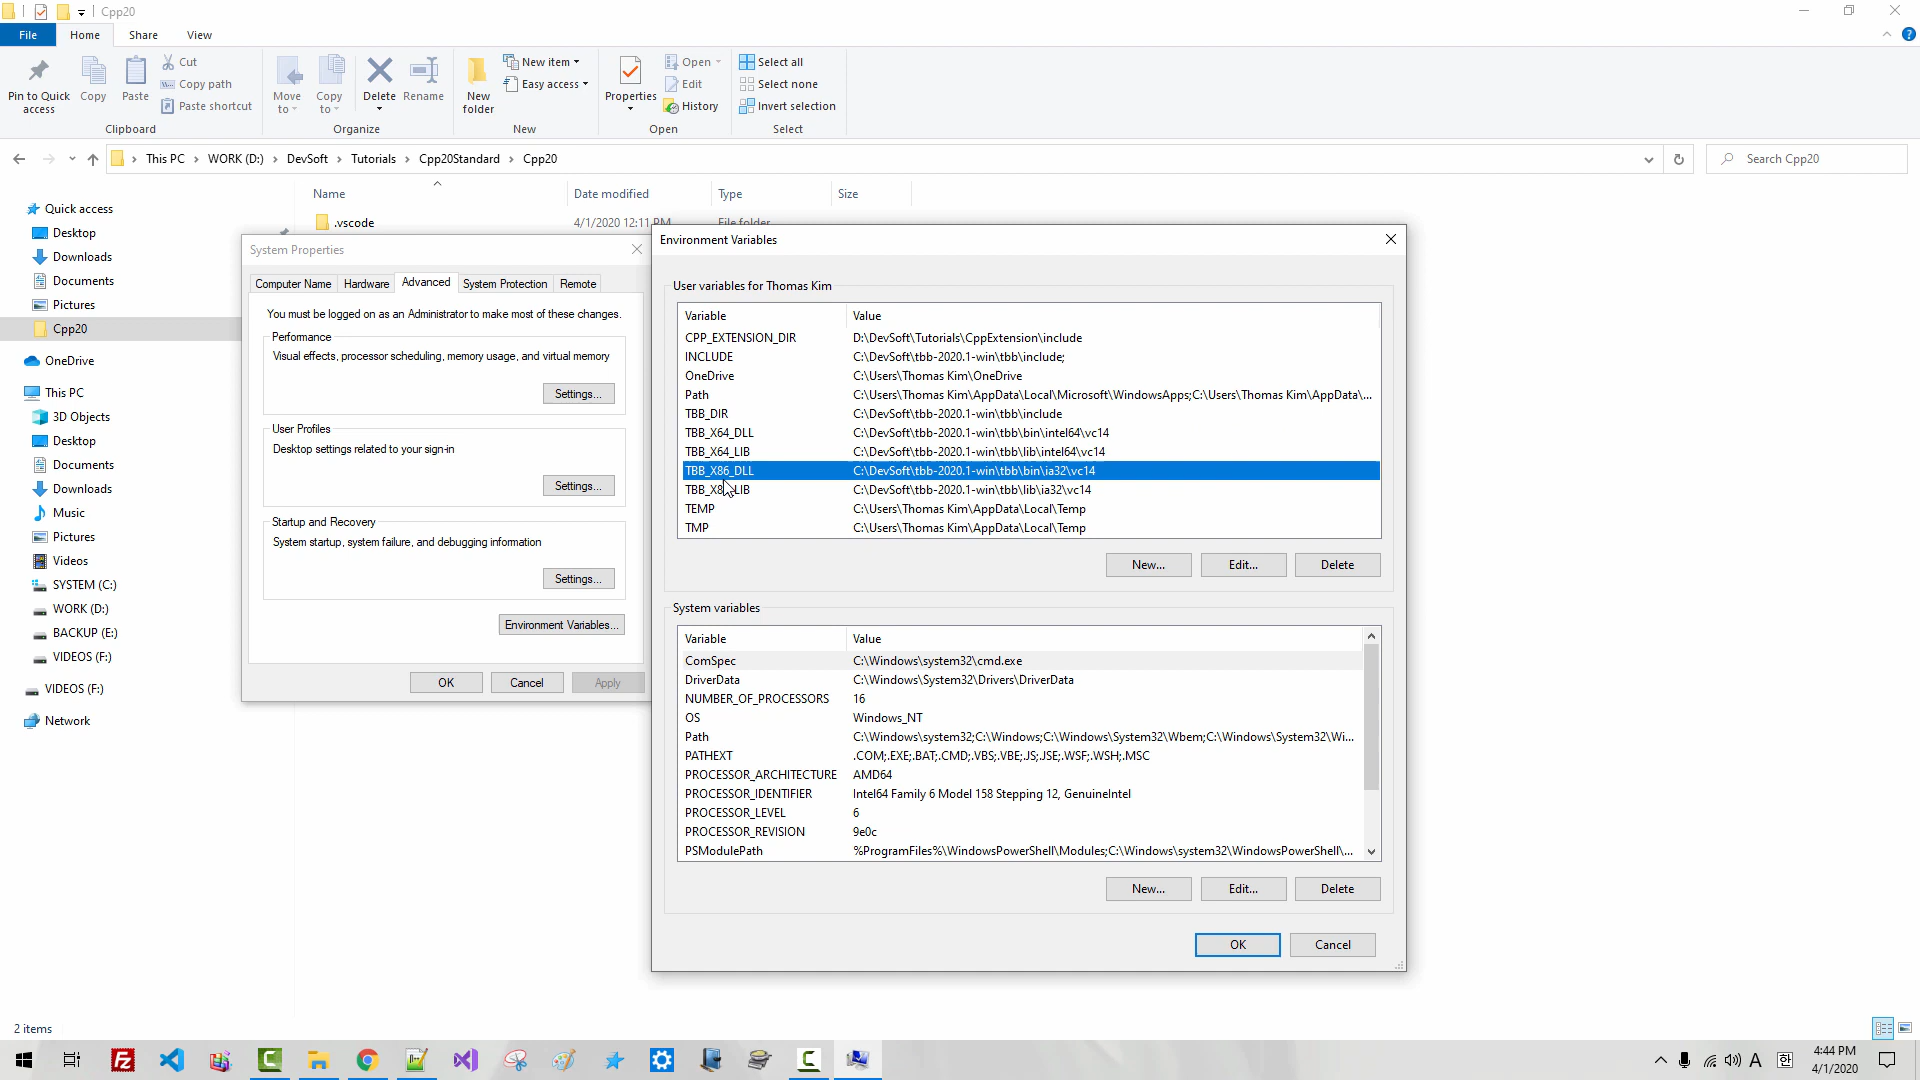 Cpp20
File Home Share View
Pin to Quick access
Copy
Paste
Cut
Copy path
Paste shortcut
Clipboard
Move to
Copy to
Delete
Rename
Organize
New folder
New item
Easy access
New
Properties
Open
Edit
History
Open
Select all
Select none
Invert selection
Select
This PC WORK (D:) DevSoft Tutorials Cpp20Standard Cpp20
Search Cpp20
Name Date modified Type Size
.vscode 4/1/2020 12:11 PM File folder
Quick access
Desktop
Downloads
Documents
Pictures
Cpp20
OneDrive
This PC
3D Objects
Desktop
Documents
Downloads
Music
Pictures
Videos
SYSTEM (C:)
WORK (D:)
BACKUP (E:)
VIDEOS (F:)
VIDEOS (F:)
Network
System Properties
Computer Name Hardware Advanced System Protection Remote
You must be logged on as an Administrator to make most of these changes.
Performance
Visual effects, processor scheduling, memory usage, and virtual memory
Settings...
User Profiles
Desktop settings related to your sign-in
Settings...
Startup and Recovery
System startup, system failure, and debugging information
Settings...
Environment Variables...
OK Cancel Apply
Environment Variables
User variables for Thomas Kim
Variable Value
CPP_EXTENSION_DIR D:\DevSoft\Tutorials\CppExtension\include
INCLUDE C:\DevSoft\tbb-2020.1-win\tbb\include;
OneDrive C:\Users\Thomas Kim\OneDrive
Path C:\Users\Thomas Kim\AppData\Local\Microsoft\WindowsApps;C:\Users\Thomas Kim\AppData\...
TBB_DIR C:\DevSoft\tbb-2020.1-win\tbb\include
TBB_X64_DLL C:\DevSoft\tbb-2020.1-win\tbb\bin\intel64\vc14
TBB_X64_LIB C:\DevSoft\tbb-2020.1-win\tbb\lib\intel64\vc14
TBB_X86_DLL C:\DevSoft\tbb-2020.1-win\tbb\bin\ia32\vc14
TBB_X86_LIB C:\DevSoft\tbb-2020.1-win\tbb\lib\ia32\vc14
TEMP C:\Users\Thomas Kim\AppData\Local\Temp
TMP C:\Users\Thomas Kim\AppData\Local\Temp
New... Edit... Delete
System variables
Variable Value
ComSpec C:\Windows\system32\cmd.exe
DriverData C:\Windows\System32\Drivers\DriverData
NUMBER_OF_PROCESSORS 16
OS Windows_NT
Path C:\Windows\system32;C:\Windows;C:\Windows\System32\Wbem;C:\Windows\System32\Wi...
PATHEXT .COM;.EXE;.BAT;.CMD;.VBS;.VBE;.JS;.JSE;.WSF;.WSH;.MSC
PROCESSOR_ARCHITECTURE AMD64
PROCESSOR_IDENTIFIER Intel64 Family 6 Model 158 Stepping 12, GenuineIntel
PROCESSOR_LEVEL 6
PROCESSOR_REVISION 9e0c
PSModulePath %ProgramFiles%\WindowsPowerShell\Modules;C:\Windows\system32\WindowsPowerShell\...
New... Edit... Delete
OK Cancel
2 items
A 한 4:44 PM
4/1/2020